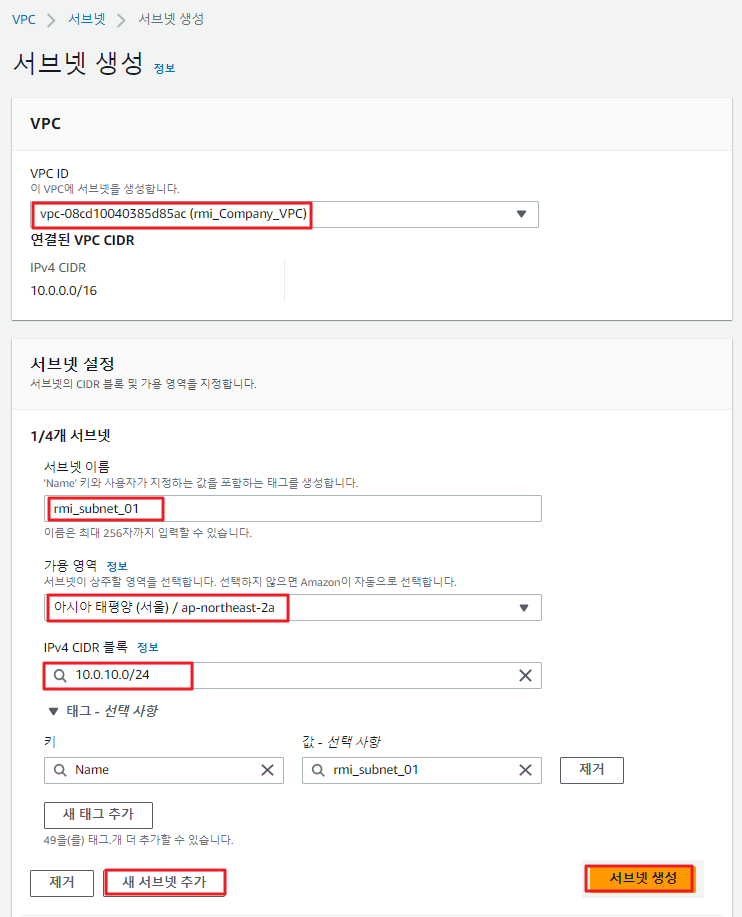 VPC > 서브넷 > 서브넷 생성
서브넷 생성 정보
VPC
VPC ID
이 VPC에 서브넷을 생성합니다.
vpc-08cd10040385d85ac (rmi_Company_VPC)
연결된 VPC CIDR
IPv4 CIDR
10.0.0.0/16
서브넷 설정
서브넷의 CIDR 블록 및 가용 영역을 지정합니다.
1/4개 서브넷
서브넷 이름
'Name' 키와 사용자가 지정하는 값을 포함하는 태그를 생성합니다.
rmi_subnet_01
이름은 최대 256자까지 입력할 수 있습니다.
가용 영역 정보
서브넷이 상주할 영역을 선택합니다. 선택하지 않으면 Amazon이 자동으로 선택합니다.
아시아 태평양 (서울) / ap-northeast-2a
IPv4 CIDR 블록 정보
10.0.10.0/24
태그 - 선택 사항
키 값 - 선택 사항
Name rmi_subnet_01 제거
새 태그 추가
49을(를) 태그.개 더 추가할 수 있습니다.
제거 새 서브넷 추가 서브넷 생성